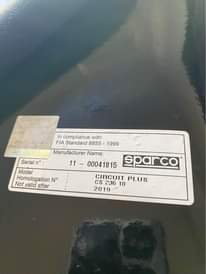 In compliance with:
FIA Standard 8855 - 1999
Manufacturer Name:
Serial n° 11 - 00041815 sparco
Model CIRCUIT PLUS
Homologation N° CS 236 10
Not valid after 2019